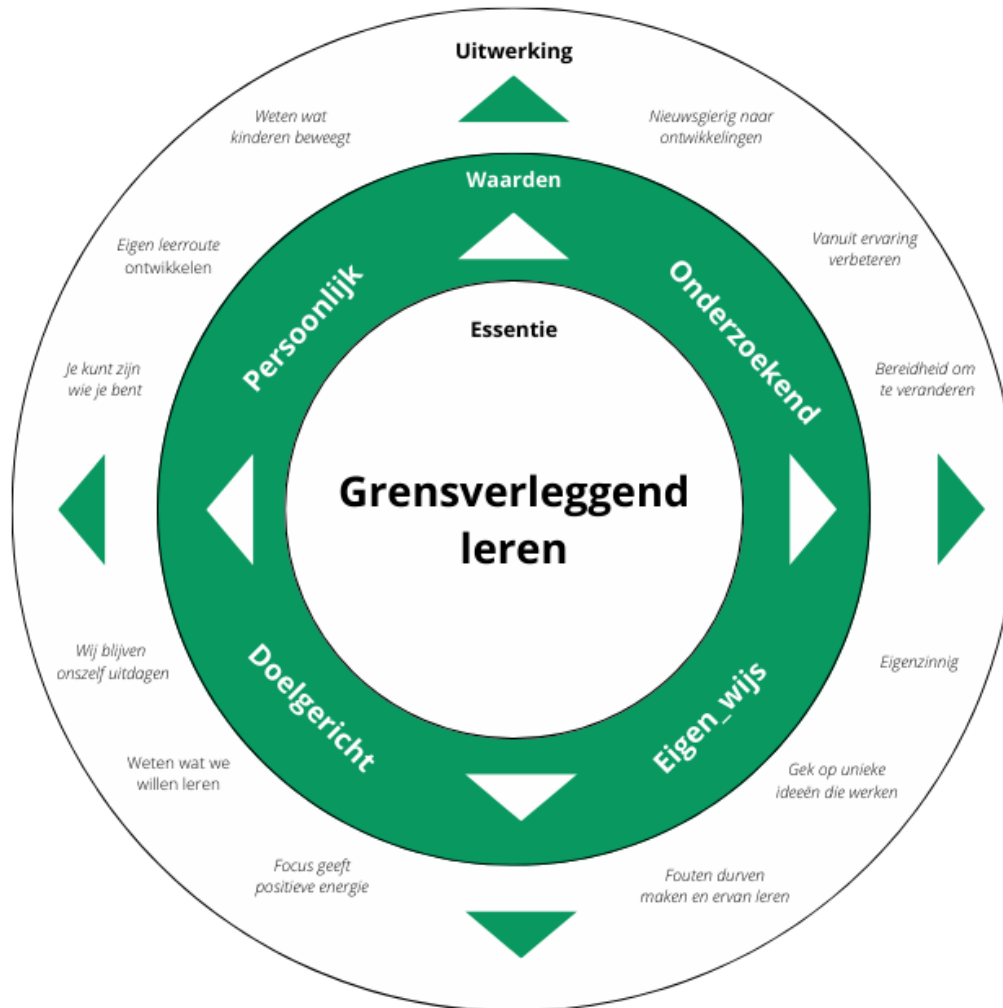 Uitwerking
Weten wat
kinderen beweegt
Nieuwsgierig naar
ontwikkelingen
Waarden
Eigen leerroute
ontwikkelen
Vanuit ervaring
verbeteren
Persoonlijk
Onderzoekend
Essentie
Je kunt zijn
wie je bent
Bereidheid om
te veranderen
Grensverleggend
leren
Wij blijven
onszelf uitdagen
Eigenzinnig
Doelgericht
Eigen_wijs
Weten wat we
willen leren
Gek op unieke
ideeën die werken
Focus geeft
positieve energie
Fouten durven
maken en ervan leren